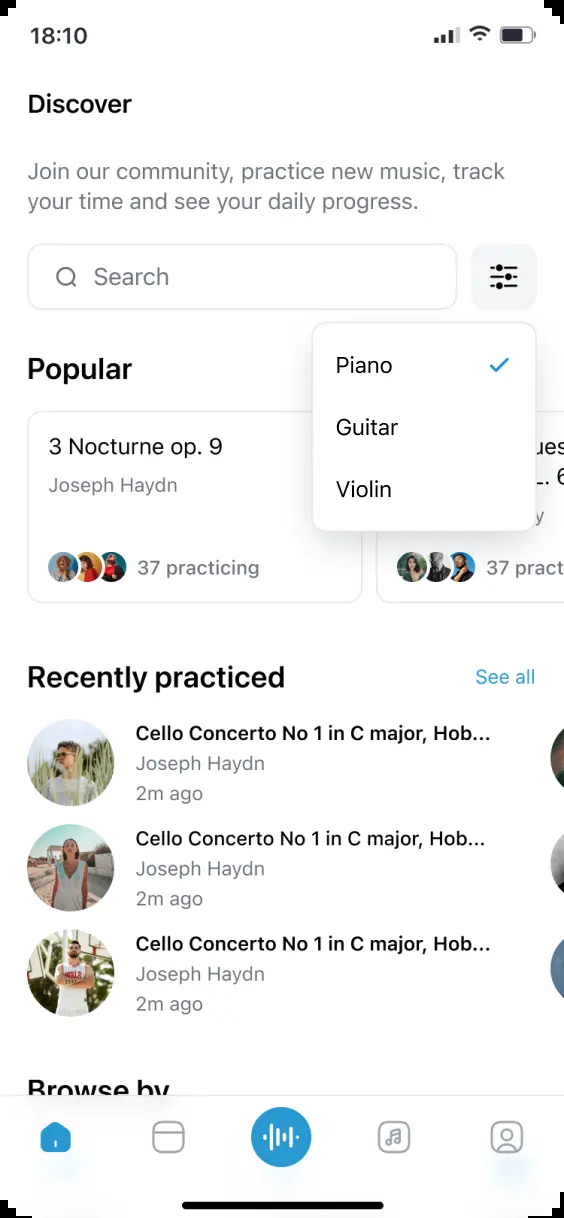 18:10
Discover
Join our community, practice new music, track
your time and see your daily progress.
Search
Popular
Piano
Guitar
Violin
3 Nocturne op. 9
Joseph Haydn
37 practicing
37 pract
Recently practiced
See all
Cello Concerto No 1 in C major, Hob...
Joseph Haydn
2m ago
Cello Concerto No 1 in C major, Hob...
Joseph Haydn
2m ago
Cello Concerto No 1 in C major, Hob...
Joseph Haydn
2m ago
Browse by